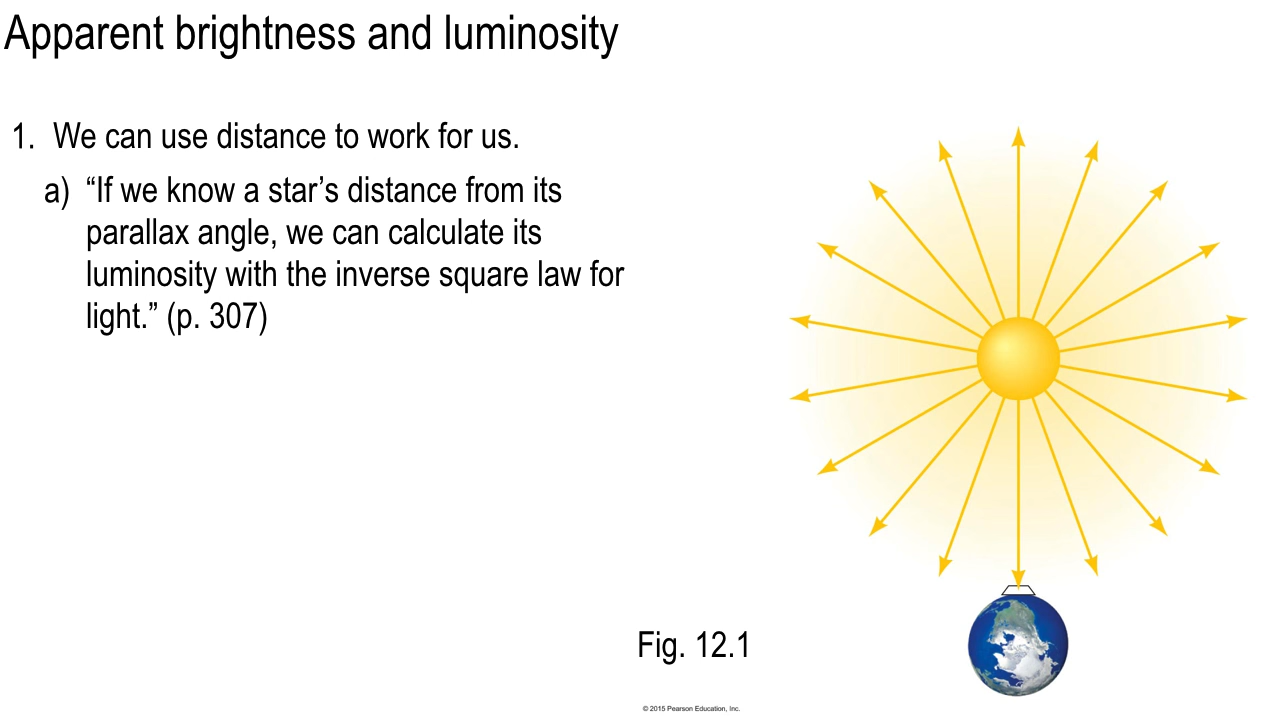 Apparent brightness and luminosity
1. We can use distance to work for us.
a) “If we know a star’s distance from its
parallax angle, we can calculate its
luminosity with the inverse square law for
light.” (p. 307)
Fig. 12.1
© 2015 Pearson Education, Inc.